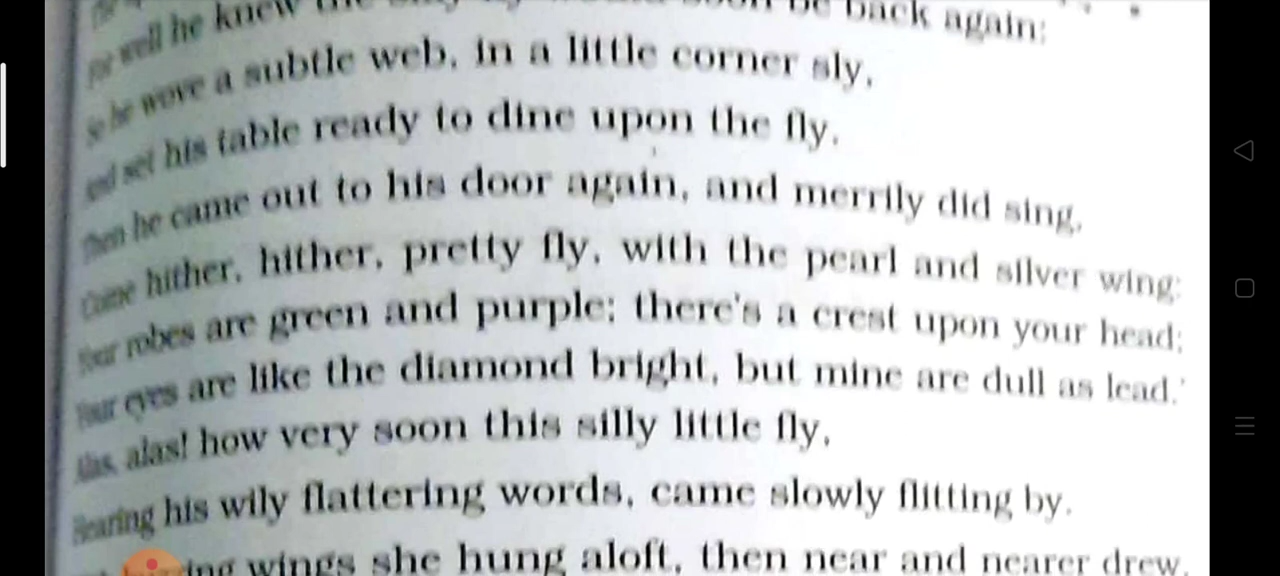 well he knew the silly fly would soon be back again:
So he wove a subtle web, in a little corner sly,
and set his table ready to dine upon the fly.
Then he came out to his door again, and merrily did sing,
Come hither, hither, pretty fly, with the pearl and silver wing:
Your robes are green and purple; there's a crest upon your head;
Your eyes are like the diamond bright, but mine are dull as lead.'
Alas, alas! how very soon this silly little fly,
Hearing his wily flattering words, came slowly flitting by.
wings she hung aloft, then near and nearer drew,